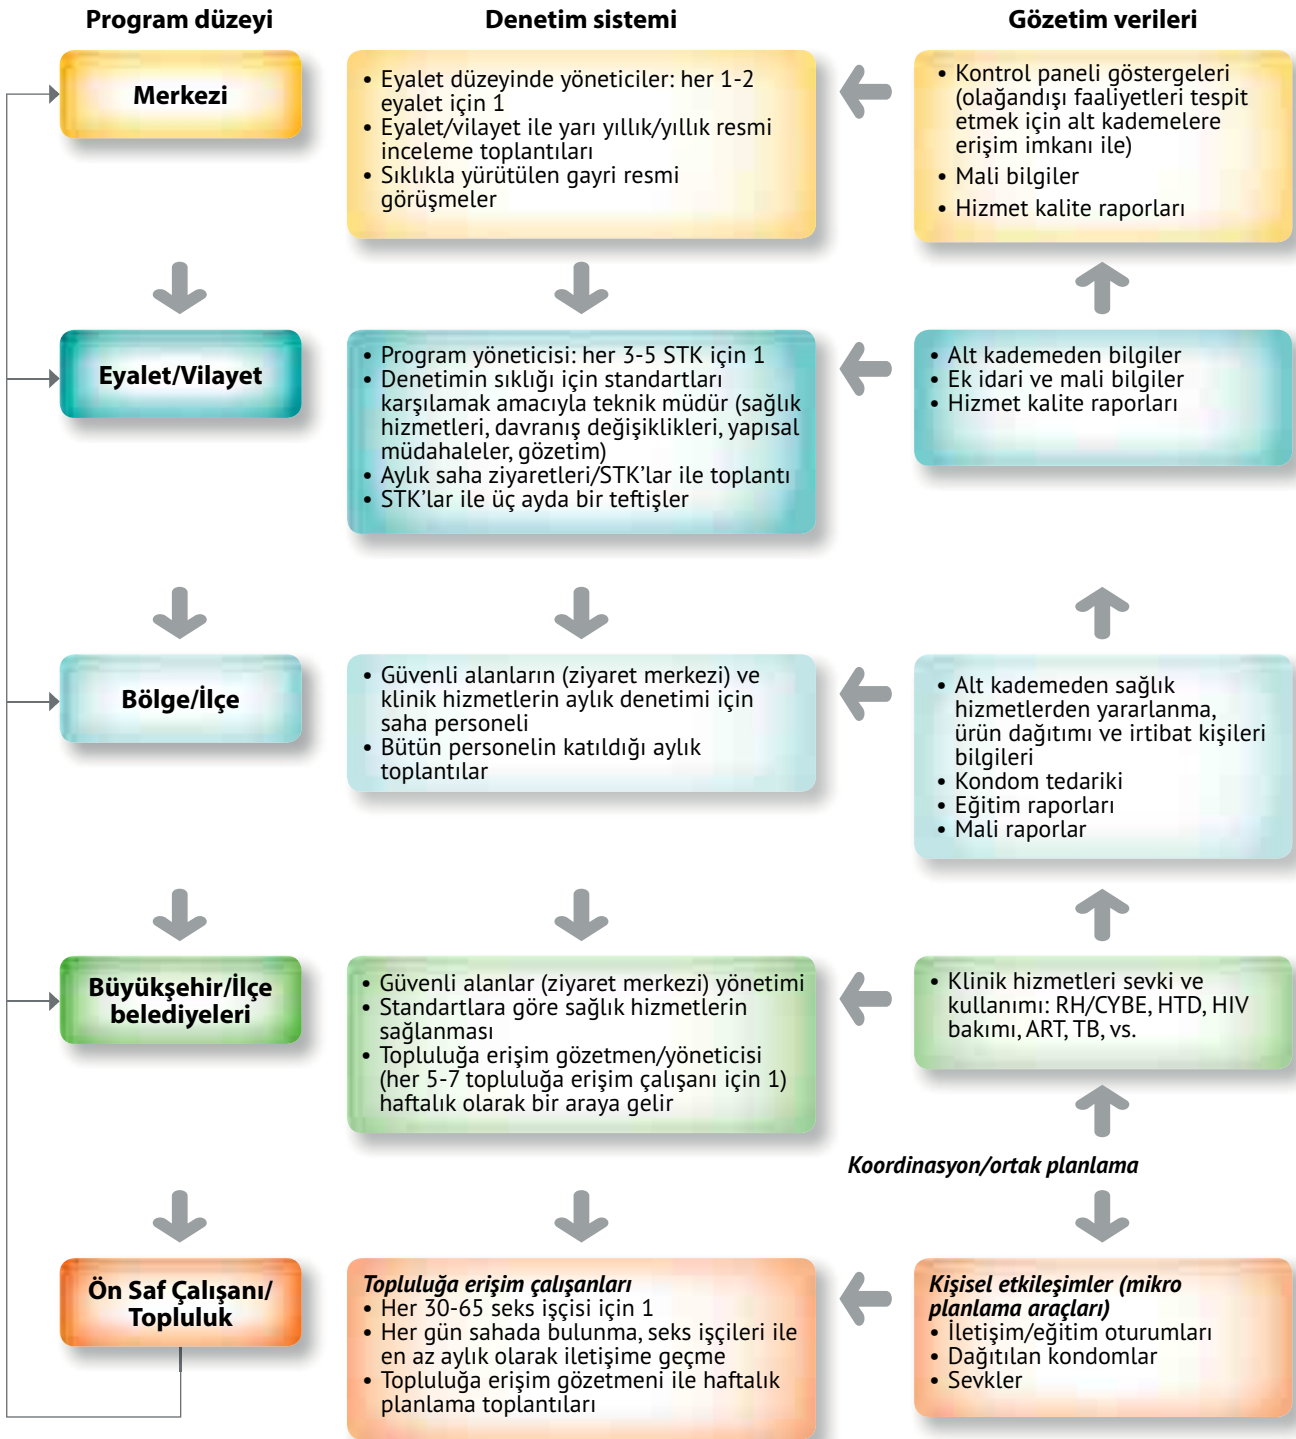 Program düzeyi
Denetim sistemi
Gözetim verileri
Merkezi
• Eyalet düzeyinde yöneticiler: her 1-2
eyalet için 1
• Eyalet/vilayet ile yarı yıllık/yıllık resmi
inceleme toplantıları
• Sıklıkla yürütülen gayri resmi
görüşmeler
• Kontrol paneli göstergeleri
(olağandışı faaliyetleri tespit
etmek için alt kademelere
erişim imkanı ile)
• Mali bilgiler
• Hizmet kalite raporları
Eyalet/Vilayet
• Program yöneticisi: her 3-5 STK için 1
• Denetimin sıklığı için standartları
karşılamak amacıyla teknik müdür (sağlık
hizmetleri, davranış değişiklikleri, yapısal
müdahaleler, gözetim)
• Aylık saha ziyaretleri/STK’lar ile toplantı
• STK’lar ile üç ayda bir teftişler
• Alt kademeden bilgiler
• Ek idari ve mali bilgiler
• Hizmet kalite raporları
Bölge/İlçe
• Güvenli alanların (ziyaret merkezi) ve
klinik hizmetlerin aylık denetimi için
saha personeli
• Bütün personelin katıldığı aylık
toplantılar
• Alt kademeden sağlık
hizmetlerden yararlanma,
ürün dağıtımı ve irtibat kişileri
bilgileri
• Kondom tedariki
• Eğitim raporları
• Mali raporlar
Büyükşehir/İlçe
belediyeleri
• Güvenli alanlar (ziyaret merkezi) yönetimi
• Standartlara göre sağlık hizmetlerin
sağlanması
• Topluluğa erişim gözetmen/yöneticisi
(her 5-7 topluluğa erişim çalışanı için 1)
haftalık olarak bir araya gelir
• Klinik hizmetleri sevki ve
kullanımı: RH/CYBE, HTD, HIV
bakımı, ART, TB, vs.
Koordinasyon/ortak planlama
Ön Saf Çalışanı/
Topluluk
Topluluğa erişim çalışanları
• Her 30-65 seks işçisi için 1
• Her gün sahada bulunma, seks işçileri ile
en az aylık olarak iletişime geçme
• Topluluğa erişim gözetmeni ile haftalık
planlama toplantıları
Kişisel etkileşimler (mikro
planlama araçları)
• İletişim/eğitim oturumları
• Dağıtılan kondomlar
• Sevkler